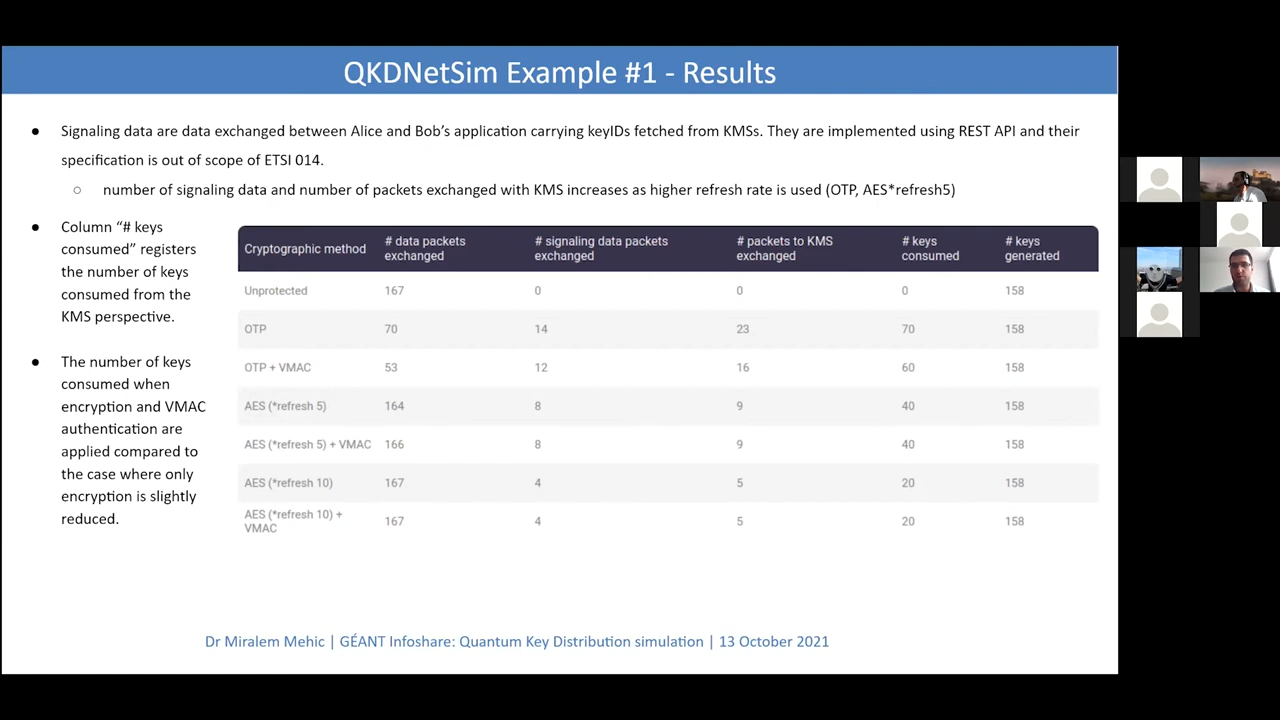 QKDNetSim Example #1 - Results
● Signaling data are data exchanged between Alice and Bob's application carrying keyIDs fetched from KMSs. They are implemented using REST API and their
specification is out of scope of ETSI 014.
○ number of signaling data and number of packets exchanged with KMS increases as higher refresh rate is used (OTP, AES*refresh5)
● Column “# keys
consumed” registers
the number of keys
consumed from the
KMS perspective.
● The number of keys
consumed when
encryption and VMAC
authentication are
applied compared to
the case where only
encryption is slightly
reduced.
Cryptographic method # data packets exchanged # signaling data packets exchanged # packets to KMS exchanged # keys consumed # keys generated
Unprotected 167 0 0 0 158
OTP 70 14 23 70 158
OTP + VMAC 53 12 16 60 158
AES (*refresh 5) 164 8 9 40 158
AES (*refresh 5) + VMAC 166 8 9 40 158
AES (*refresh 10) 167 4 5 20 158
AES (*refresh 10) + VMAC 167 4 5 20 158
Dr Miralem Mehic | GÉANT Infoshare: Quantum Key Distribution simulation | 13 October 2021